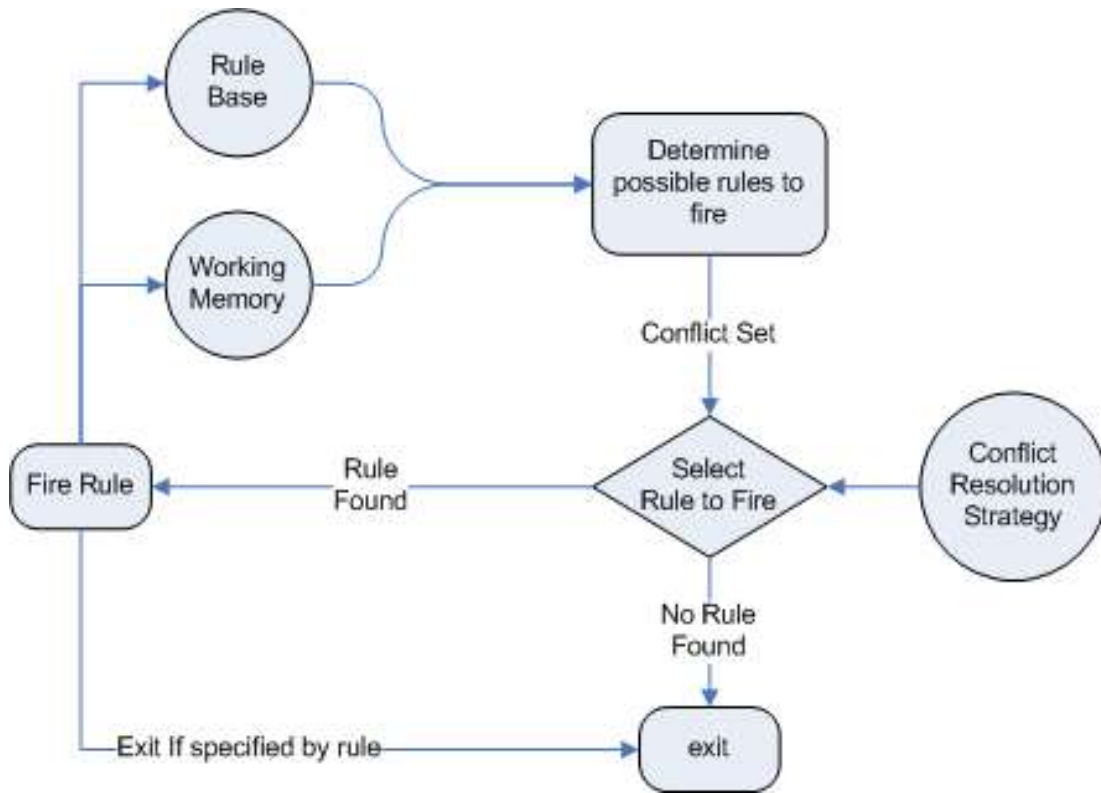 Rule
Base
Determine
possible rules to
fire
Working
Memory
Conflict Set
Conflict
Resolution
Strategy
Select
Rule to Fire
Rule
Found
Fire Rule
No Rule
Found
Exit If specified by rule
exit